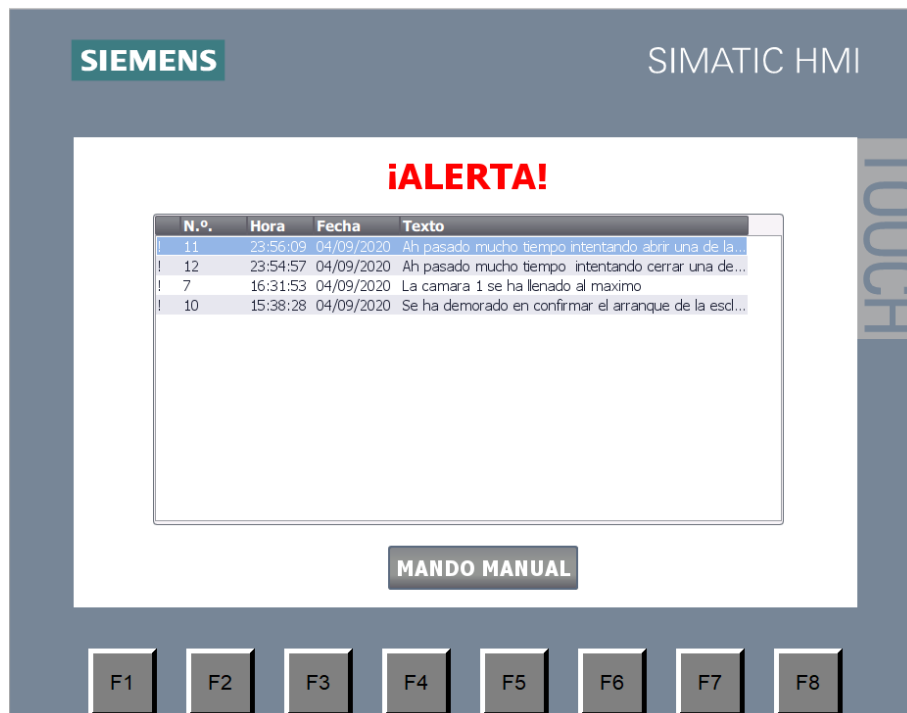 SIEMENS
SIMATIC HMI
TOUCH
¡ALERTA!
N.º. Hora Fecha Texto
! 11 23:56:09 04/09/2020 Ah pasado mucho tiempo intentando abrir una de la...
! 12 23:54:57 04/09/2020 Ah pasado mucho tiempo intentando cerrar una de...
! 7 16:31:53 04/09/2020 La camara 1 se ha llenado al maximo
! 10 15:38:28 04/09/2020 Se ha demorado en confirmar el arranque de la escl...
MANDO MANUAL
F1 F2 F3 F4 F5 F6 F7 F8